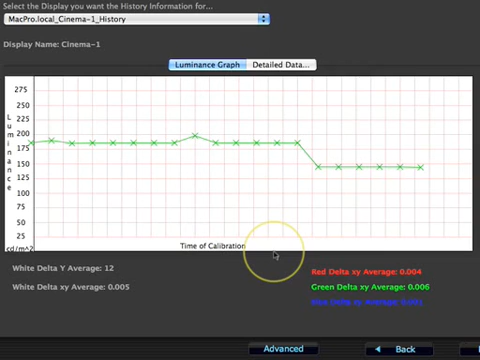 Select the Display you want the History Information for...
MacPro.local_Cinema-1_History
Display Name: Cinema-1
Luminance Graph
Detailed Data...
Luminance
275
250
225
200
175
150
125
100
75
50
25
cd/m^2
Time of Calibration
White Delta Y Average: 12
White Delta xy Average: 0.005
Red Delta xy Average: 0.004
Green Delta xy Average: 0.006
Advanced
Back